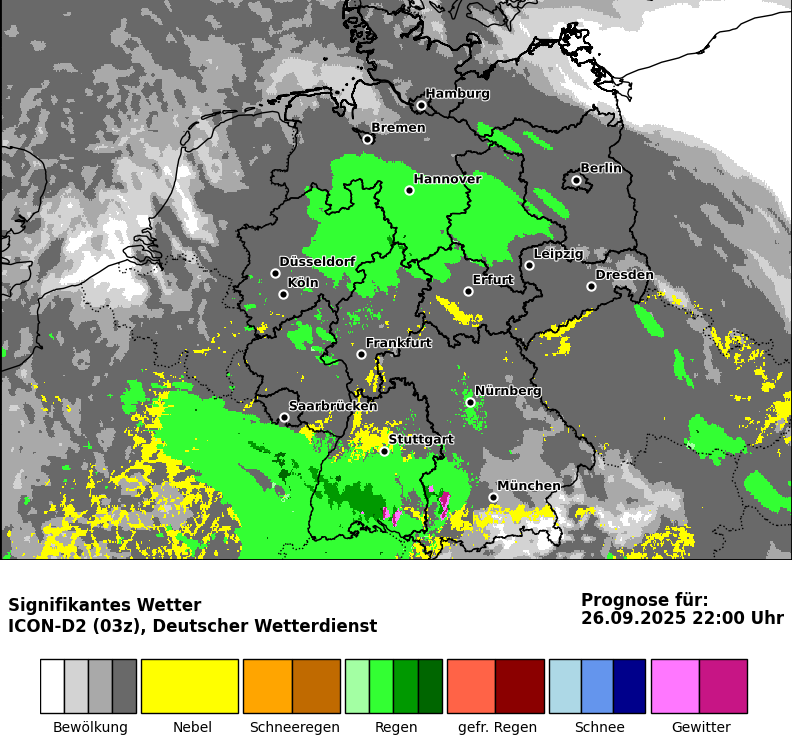 Hamburg
Bremen
Berlin
Hannover
Leipzig
Düsseldorf
Dresden
Erfurt
Köln
Frankfurt
Nürnberg
Saarbrücken
Stuttgart
München
Signifikantes Wetter
ICON-D2 (03z), Deutscher Wetterdienst
Prognose für:
26.09.2025 22:00 Uhr
Bewölkung Nebel Schneeregen Regen gefr. Regen Schnee Gewitter